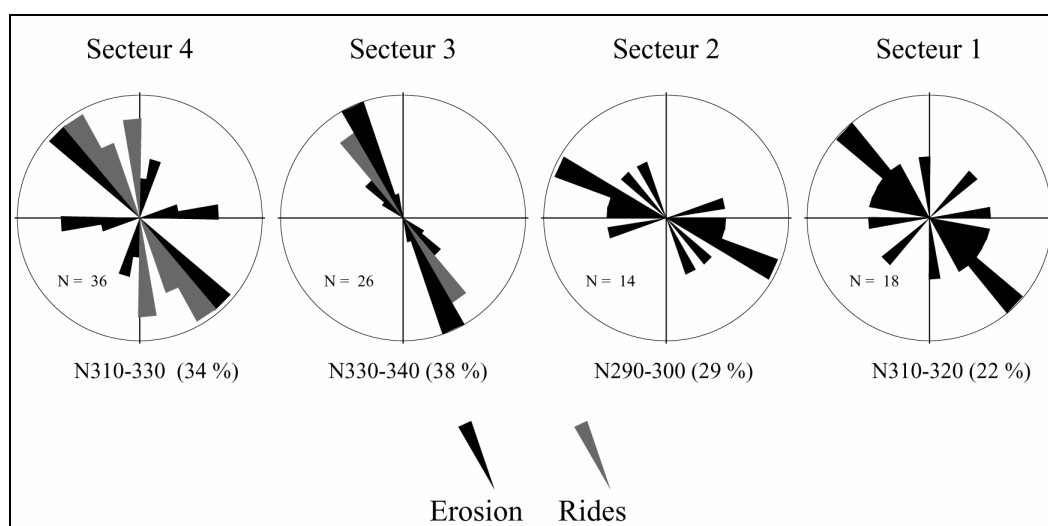 Secteur 4 Secteur 3 Secteur 2 Secteur 1
N = 36 N = 26 N = 14 N = 18
N310-330 (34 %) N330-340 (38 %) N290-300 (29 %) N310-320 (22 %)
Erosion Rides